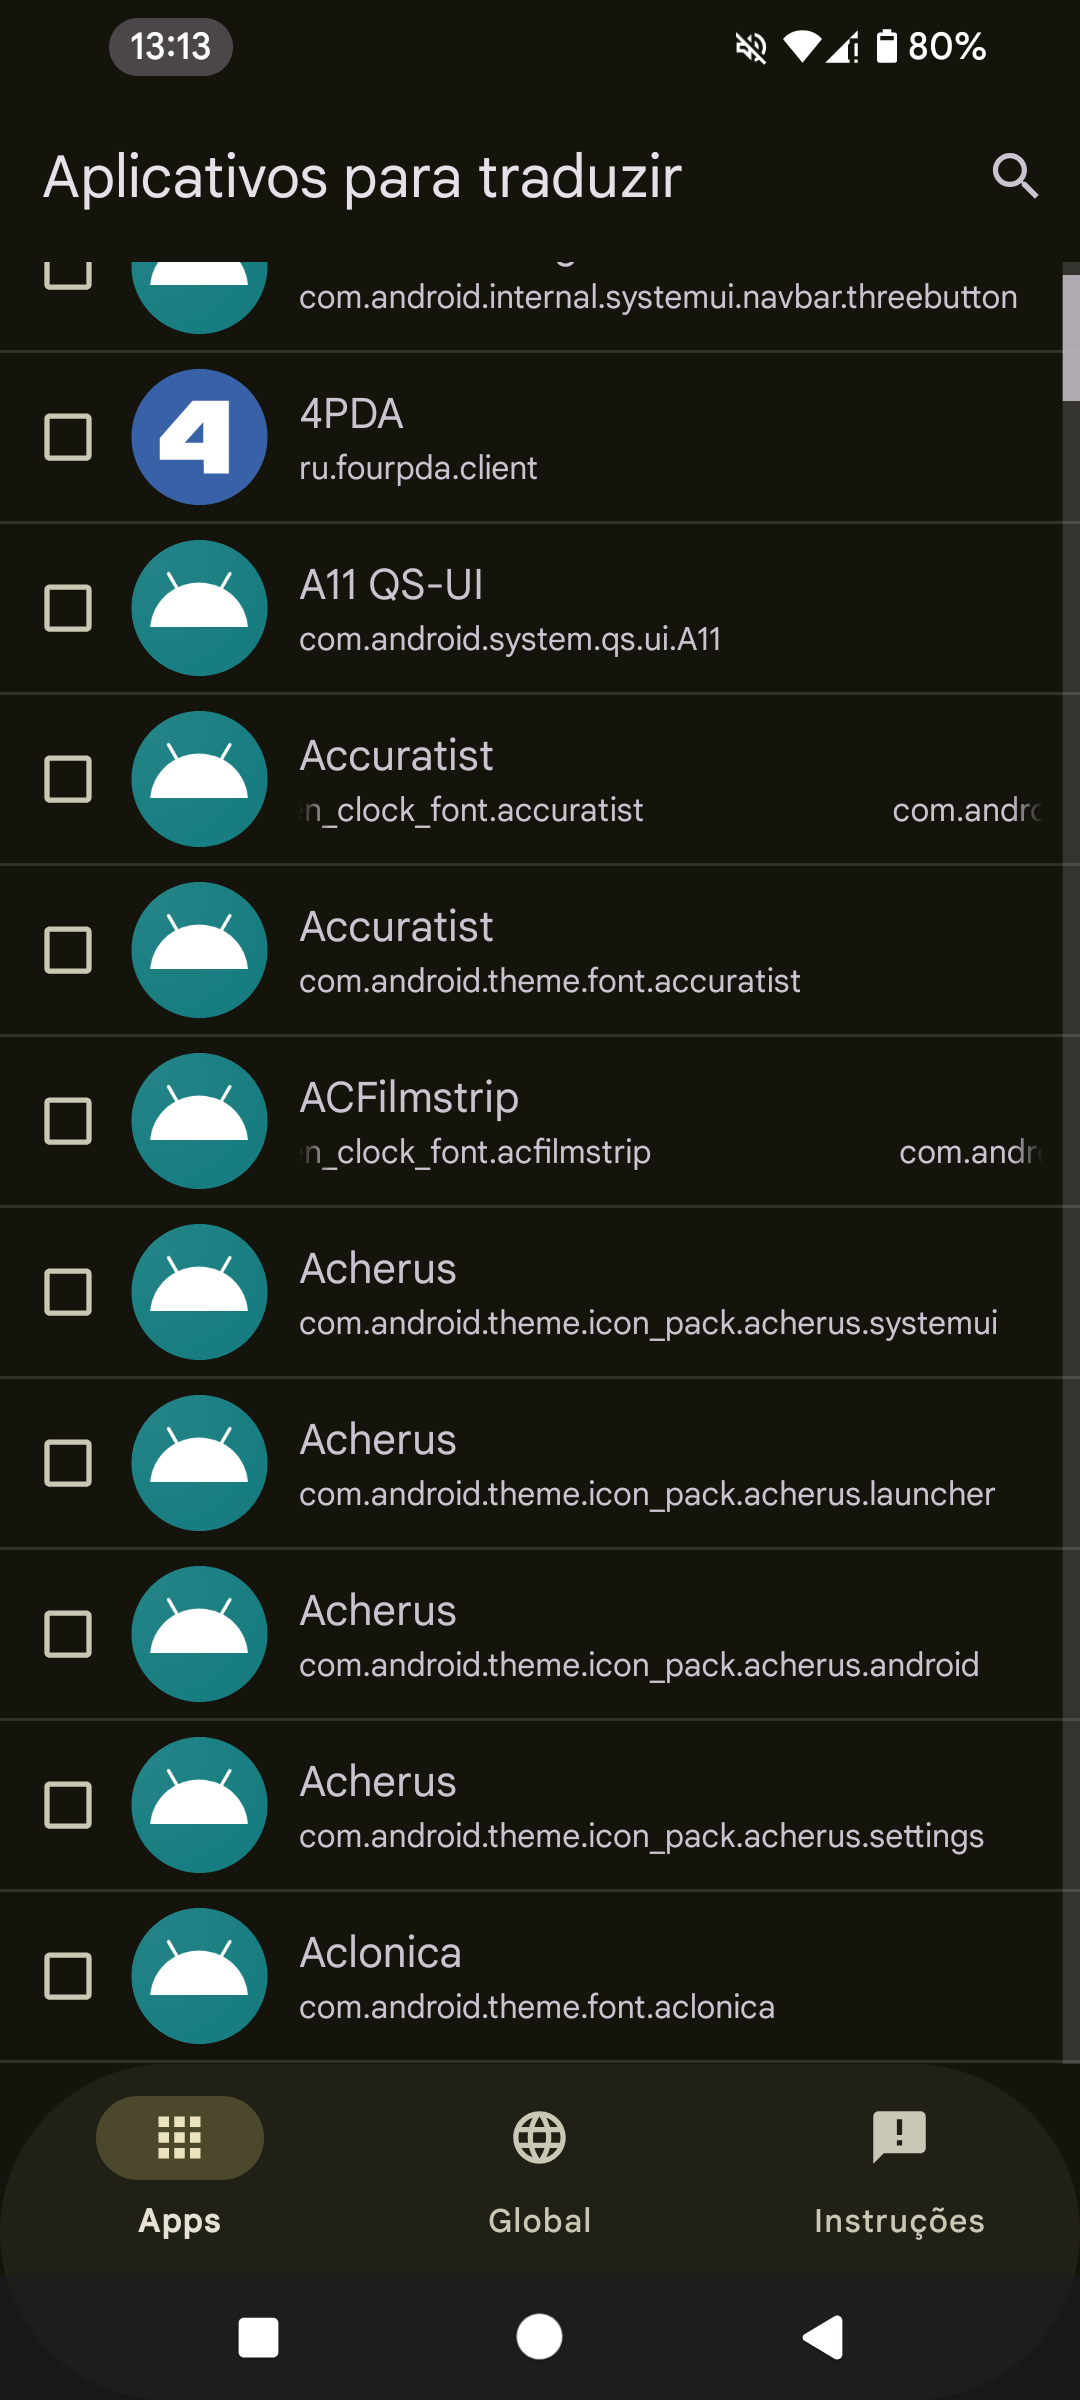 13:13
80%
Aplicativos para traduzir
com.android.internal.systemui.navbar.threebutton
4
4PDA
ru.fourpda.client
A11 QS-UI
com.android.system.qs.ui.A11
Accuratist
n_clock_font.accuratist com.andro
Accuratist
com.android.theme.font.accuratist
ACFilmstrip
n_clock_font.acfilmstrip com.andr
Acherus
com.android.theme.icon_pack.acherus.systemui
Acherus
com.android.theme.icon_pack.acherus.launcher
Acherus
com.android.theme.icon_pack.acherus.android
Acherus
com.android.theme.icon_pack.acherus.settings
Aclonica
com.android.theme.font.aclonica
Apps
Global
Instruções